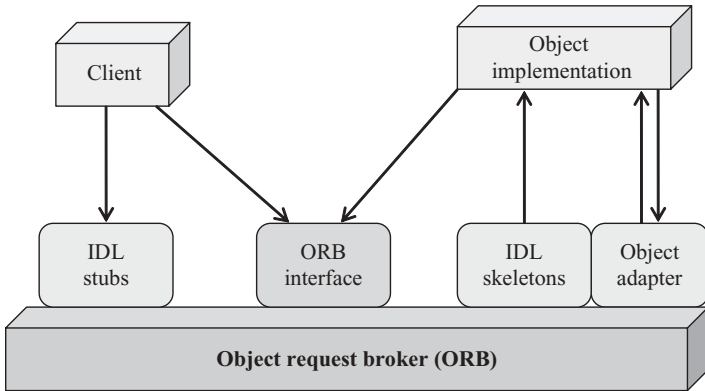 Client
Object
implementation
IDL
stubs
ORB
interface
IDL
skeletons
Object
adapter
Object request broker (ORB)